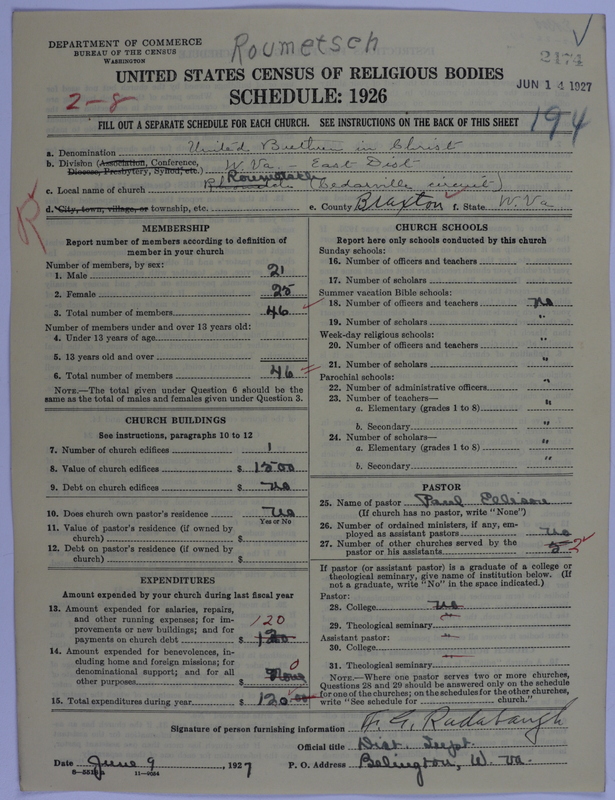 DEPARTMENT OF COMMERCE
BUREAU OF THE CENSUS
WASHINGTON
Roumetsch
2174
JUN 14 1927
UNITED STATES CENSUS OF RELIGIOUS BODIES
SCHEDULE: 1926
2-8
194
FILL OUT A SEPARATE SCHEDULE FOR EACH CHURCH. SEE INSTRUCTIONS ON THE BACK OF THIS SHEET
a. Denomination United Brethren in Christ
b. Division (Association, Conference, Diocese, Presbytery, Synod, etc.) W. Va. - East Dist
c. Local name of church Roumetsch (Cedarville circuit)
d. City, town, village, or township, etc. e. County Braxton f. State W. Va
MEMBERSHIP
Report number of members according to definition of
member in your church
Number of members, by sex:
1. Male 21
2. Female 25
3. Total number of members 46
Number of members under and over 13 years old:
4. Under 13 years of age
5. 13 years old and over
6. Total number of members 46
NOTE.—The total given under Question 6 should be the
same as the total of males and females given under Question 3.
CHURCH BUILDINGS
See instructions, paragraphs 10 to 12
7. Number of church edifices 1
8. Value of church edifices $ 1500
9. Debt on church edifices $ No
10. Does church own pastor's residence? No
Yes or No
11. Value of pastor's residence (if owned by
church) $
12. Debt on pastor's residence (if owned by
church) $
EXPENDITURES
Amount expended by your church during last fiscal year
13. Amount expended for salaries, repairs,
and other running expenses; for im-
provements or new buildings; and for
payments on church debt $ 120
14. Amount expended for benevolences, in-
cluding home and foreign missions; for
denominational support; and for all
other purposes $ None 0
15. Total expenditures during year $ 120.00
CHURCH SCHOOLS
Report here only schools conducted by this church
Sunday schools:
16. Number of officers and teachers
17. Number of scholars
Summer vacation Bible schools:
18. Number of officers and teachers No
19. Number of scholars "
Week-day religious schools:
20. Number of officers and teachers "
21. Number of scholars "
Parochial schools:
22. Number of administrative officers "
23. Number of teachers—
a. Elementary (grades 1 to 8) "
b. Secondary "
24. Number of scholars—
a. Elementary (grades 1 to 8) "
b. Secondary "
PASTOR
25. Name of pastor Paul Ellison
(If church has no pastor, write "None")
26. Number of ordained ministers, if any, em-
ployed as assistant pastors No
27. Number of other churches served by the
pastor or his assistants 5 2
If pastor (or assistant pastor) is a graduate of a college or
theological seminary, give name of institution below. (If
not a graduate, write "No" in the space indicated.)
Pastor:
28. College No
29. Theological seminary "
Assistant pastor:
30. College
31. Theological seminary
NOTE.—Where one pastor serves two or more churches,
Questions 28 and 29 should be answered only on the schedule
for one of the churches; on the schedules for the other churches,
write "See schedule for church."
Signature of person furnishing information G. Radabaugh
Official title Dist. Supt.
Date June 9, 1927 P. O. Address Belington, W. Va.
11-9084